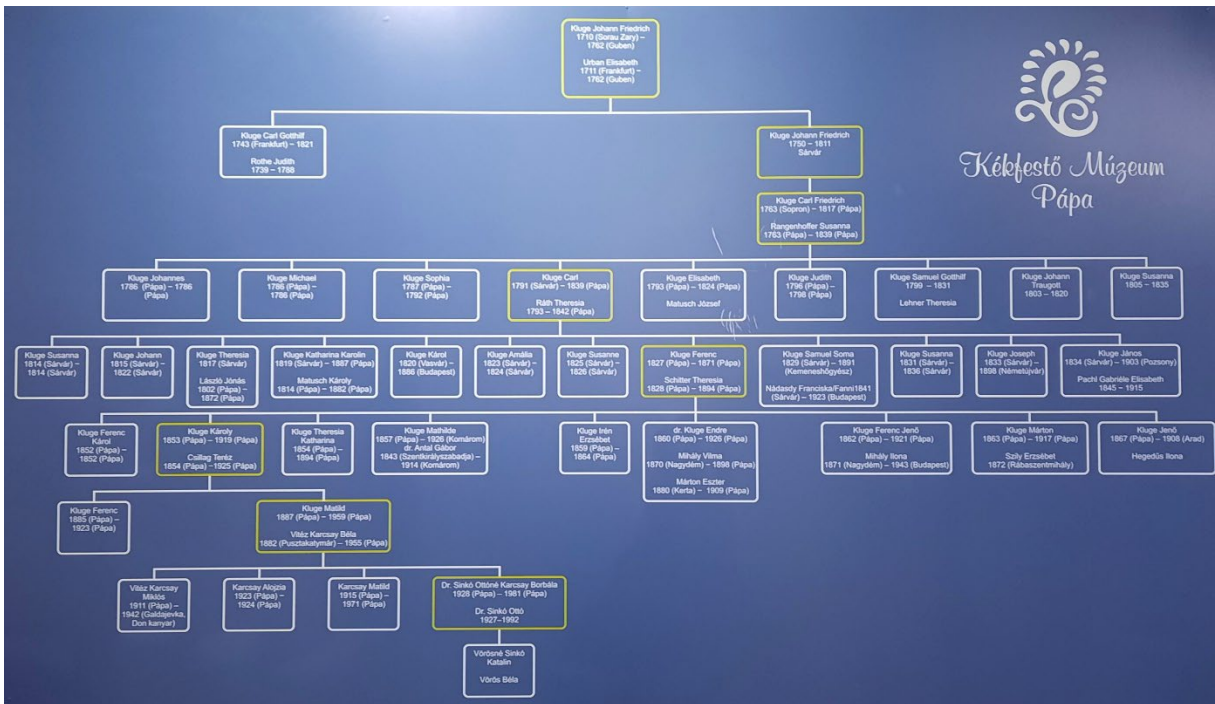 Kluge Johann Friedrich
1710 (Sorau Zary) –
1762 (Guben)
Urban Elisabeth
1711 (Frankfurt) –
1762 (Guben)
Kékfestő Múzeum
Pápa
Kluge Carl Gotthilf
1743 (Frankfurt) – 1821
Rothe Judith
1739 – 1788
Kluge Johann Friedrich
1750 – 1811
Sárvár
Kluge Carl Friedrich
1763 (Sopron) – 1817 (Pápa)
Rangenhoffer Susanna
1763 (Pápa) – 1839 (Pápa)
Kluge Johannes
1786 (Pápa) – 1786
(Pápa)
Kluge Michael
1786 (Pápa) –
1786 (Pápa)
Kluge Sophia
1787 (Pápa) –
1792 (Pápa)
Kluge Carl
1791 (Sárvár) – 1839 (Pápa)
Ráth Theresia
1793 – 1842 (Pápa)
Kluge Elisabeth
1793 (Pápa) – 1824 (Pápa)
Matusch József
Kluge Judith
1796 (Pápa) –
1798 (Pápa)
Kluge Samuel Gotthilf
1799 – 1831
Lehner Theresia
Kluge Johann
Traugott
1803 – 1820
Kluge Susanna
1805 – 1835
Kluge Susanna
1814 (Sárvár) –
1814 (Sárvár)
Kluge Johann
1815 (Sárvár) –
1822 (Sárvár)
Kluge Theresia
1817 (Sárvár)
László Jónás
1802 (Pápa) –
1872 (Pápa)
Kluge Katharina Karolin
1819 (Sárvár) – 1887 (Pápa)
Matusch Károly
1814 (Pápa) – 1882 (Pápa)
Kluge Károl
1820 (Vasvár) –
1886 (Budapest)
Kluge Amália
1823 (Sárvár) –
1824 (Sárvár)
Kluge Susanne
1825 (Sárvár) –
1826 (Sárvár)
Kluge Ferenc
1827 (Pápa) – 1871 (Pápa)
Schitter Theresia
1828 (Pápa) – 1894 (Pápa)
Kluge Samuel Soma
1829 (Sárvár) – 1891
(Kemeneshőgyész)
Nádasdy Franciska/Fanni1841
(Sárvár) – 1923 (Budapest)
Kluge Susanna
1831 (Sárvár) –
1836 (Sárvár)
Kluge Joseph
1833 (Sárvár) –
1898 (Németújvár)
Kluge János
1834 (Sárvár) – 1903 (Pozsony)
Pachl Gabriéle Elisabeth
1845 – 1915
Kluge Ferenc
Károl
1852 (Pápa) –
1852 (Pápa)
Kluge Károly
1853 (Pápa) – 1919 (Pápa)
Csillag Teréz
1854 (Pápa) –1925 (Pápa)
Kluge Theresia
Katharina
1854 (Pápa) –
1894 (Pápa)
Kluge Mathilde
1857 (Pápa) – 1926 (Komárom)
dr. Antal Gábor
1843 (Szentkirályszabadja) –
1914 (Komárom)
Kluge Irén
Erzsébet
1859 (Pápa) –
1864 (Pápa)
dr. Kluge Endre
1860 (Pápa) – 1926 (Pápa)
Mihály Vilma
1870 (Nagydém) – 1898 (Pápa)
Márton Eszter
1880 (Kerta) – 1909 (Pápa)
Kluge Ferenc Jenő
1862 (Pápa) – 1921 (Pápa)
Mihály Ilona
1871 (Nagydém) – 1943 (Budapest)
Kluge Márton
1863 (Pápa) – 1917 (Pápa)
Szily Erzsébet
1872 (Rábaszentmihály)
Kluge Jenő
1867 (Pápa) – 1908 (Arad)
Hegedűs Ilona
Kluge Ferenc
1885 (Pápa) –
1923 (Pápa)
Kluge Matild
1887 (Pápa) – 1959 (Pápa)
Vitéz Karcsay Béla
1882 (Pusztakatymár) – 1955 (Pápa)
Vitéz Karcsay
Miklós
1911 (Pápa) –
1942 (Galdajevka,
Don kanyar)
Karcsay Alojzia
1923 (Pápa) –
1924 (Pápa)
Karcsay Matild
1915 (Pápa) –
1971 (Pápa)
Dr. Sinkó Ottóné Karcsay Borbála
1928 (Pápa) – 1981 (Pápa)
Dr. Sinkó Ottó
1927–1992
Vörösné Sinkó
Katalin
Vörös Béla